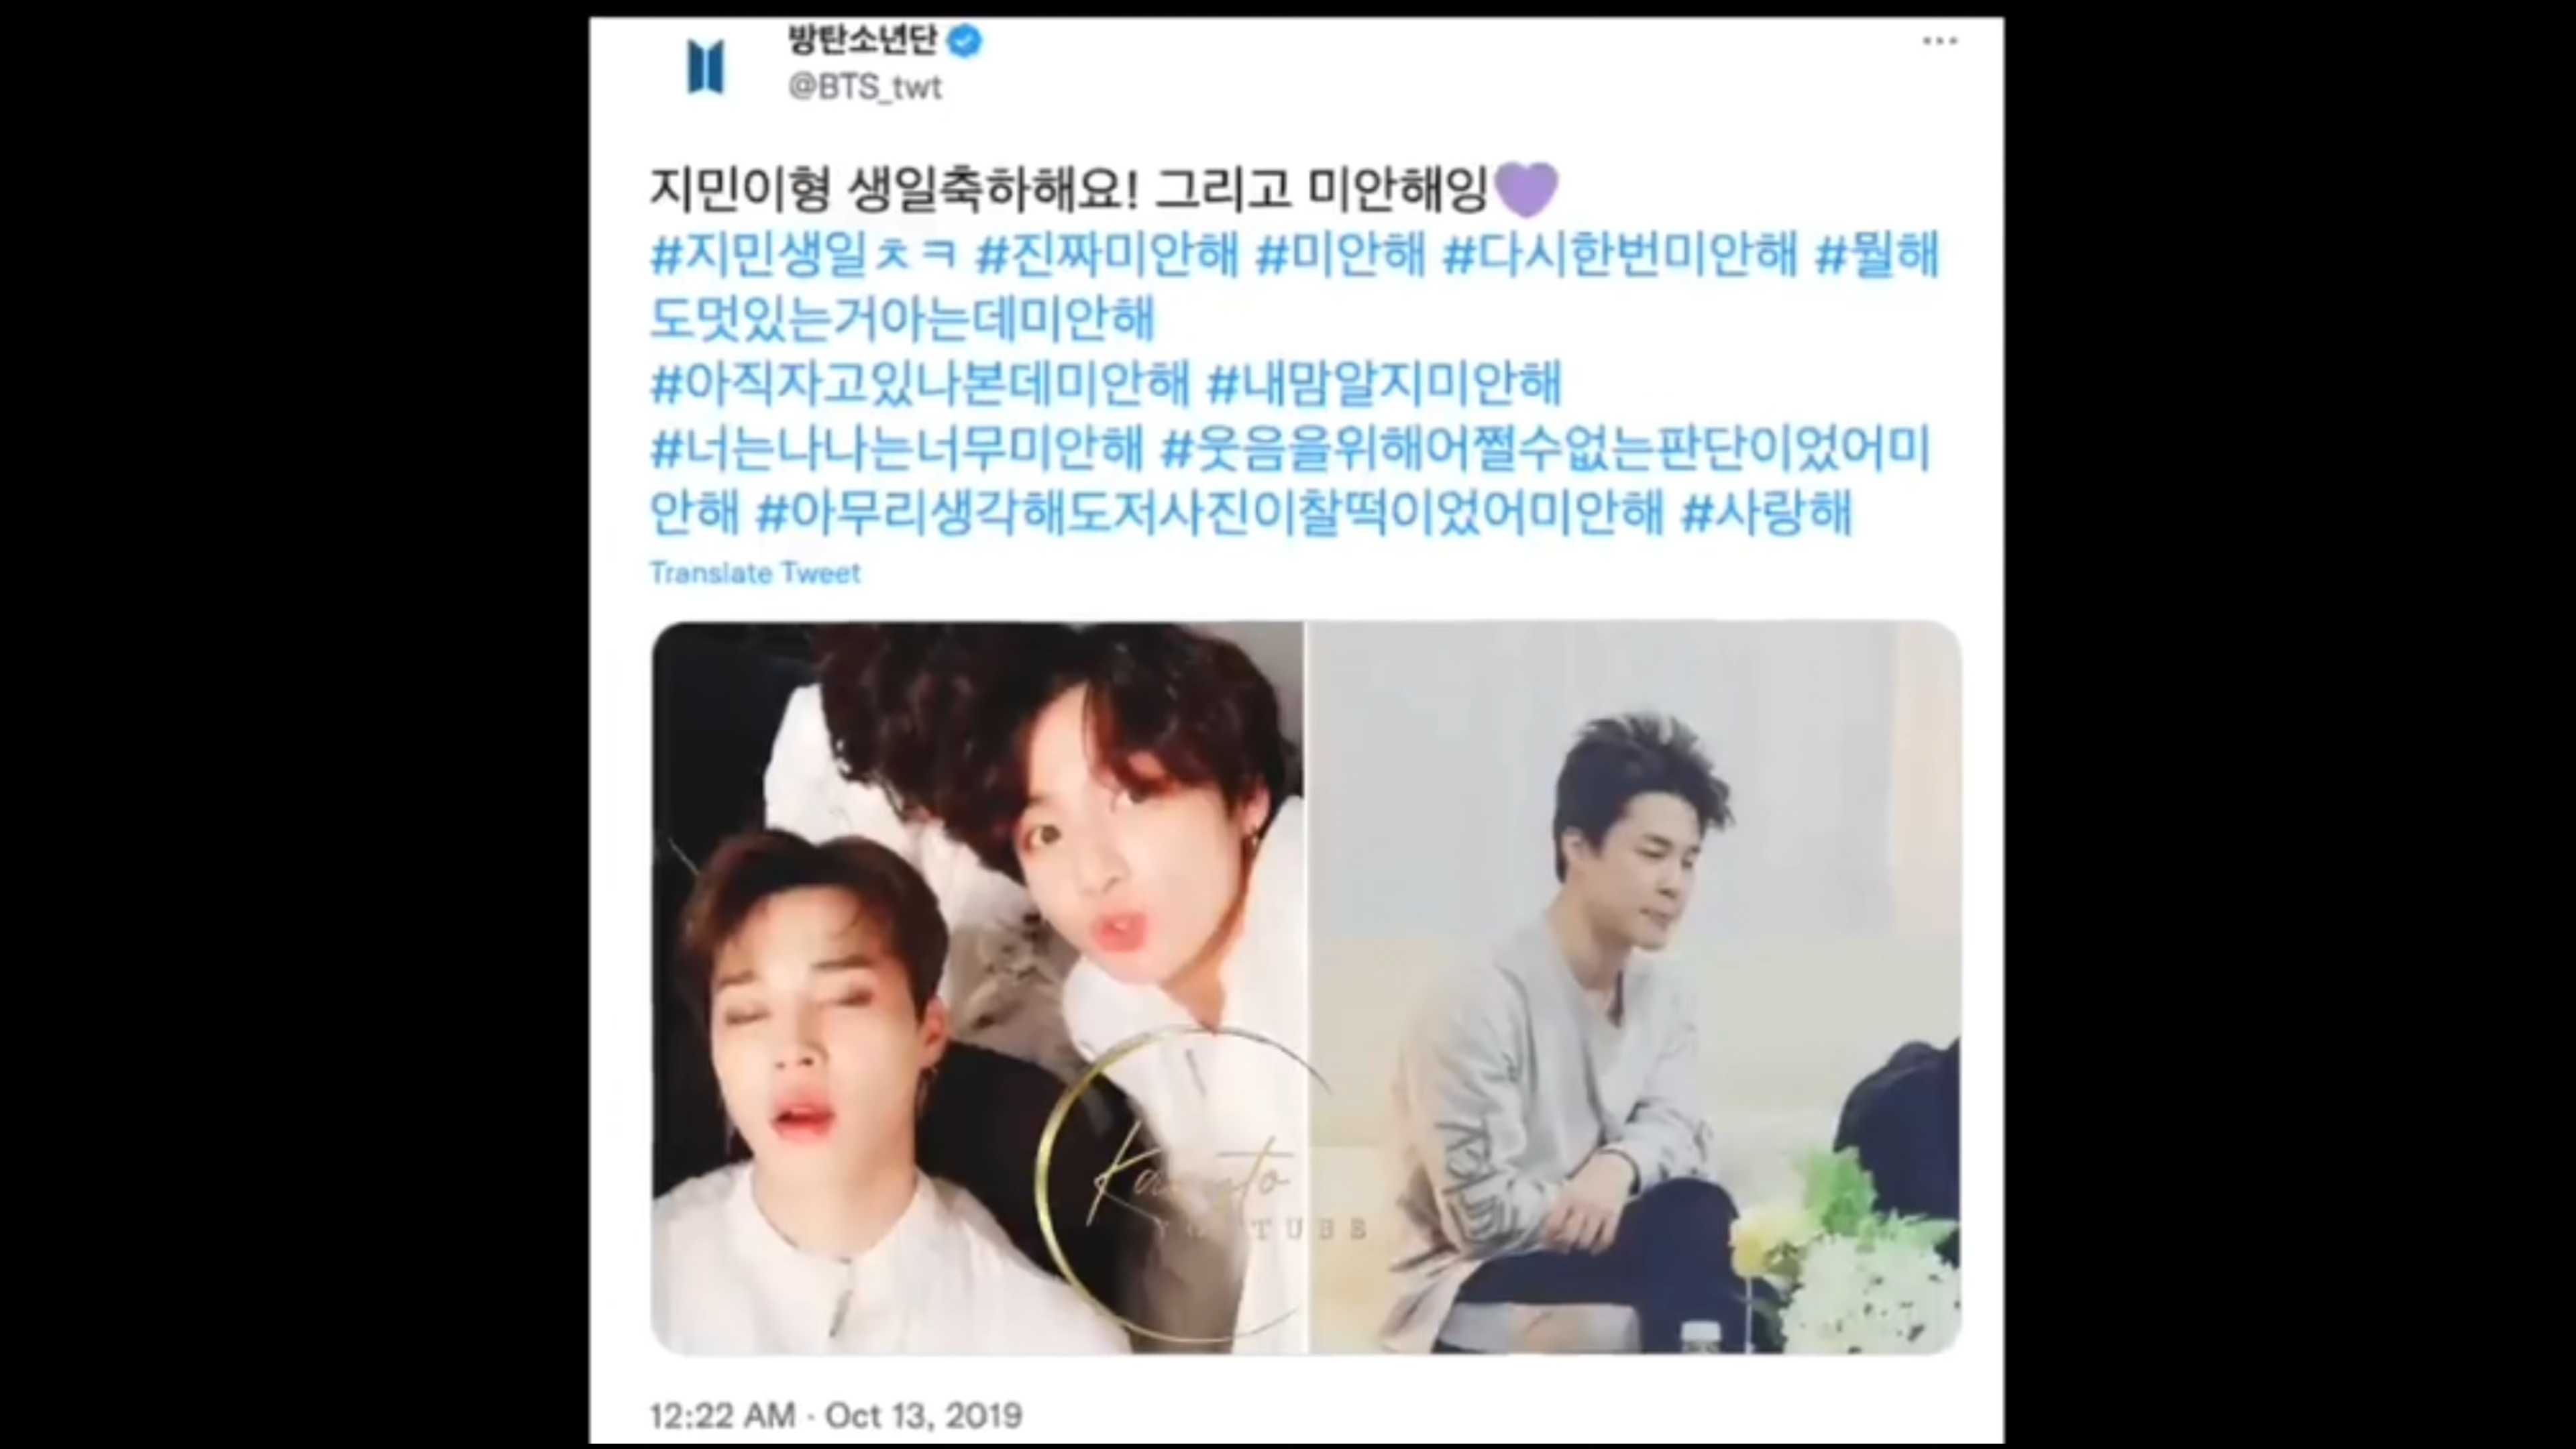 방탄소년단
@BTS_twt
지민이형 생일축하해요! 그리고 미안해잉💜
#지민생일ㅊㅋ #진짜미안해 #미안해 #다시한번미안해 #뭘해
도멋있는거아는데미안해
#아직자고있나본데미안해 #내맘알지미안해
#너는나나는너무미안해 #웃음을위해어쩔수없는판단이었어미
안해 #아무리생각해도저사진이찰떡이었어미안해 #사랑해
Translate Tweet
YOUTUBE
12:22 AM · Oct 13, 2019